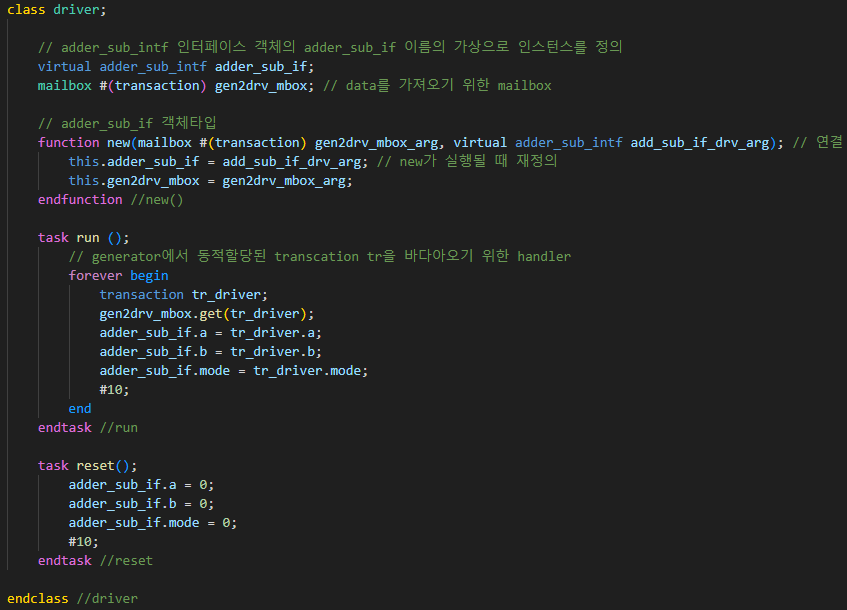 class driver;
// adder_sub_intf 인터페이스 객체의 adder_sub_if 이름의 가상으로 인스턴스를 정의
virtual adder_sub_intf adder_sub_if;
mailbox #(transaction) gen2drv_mbox; // data를 가져오기 위한 mailbox
// adder_sub_if 객체타입
function new(mailbox #(transaction) gen2drv_mbox_arg, virtual adder_sub_intf add_sub_if_drv_arg); // 연결
this.adder_sub_if = add_sub_if_drv_arg; // new가 실행될 때 재정의
this.gen2drv_mbox = gen2drv_mbox_arg;
endfunction //new()
task run ();
// generator에서 동적할당된 transcation tr을 바다아오기 위한 handler
forever begin
transaction tr_driver;
gen2drv_mbox.get(tr_driver);
adder_sub_if.a = tr_driver.a;
adder_sub_if.b = tr_driver.b;
adder_sub_if.mode = tr_driver.mode;
#10;
end
endtask //run
task reset();
adder_sub_if.a = 0;
adder_sub_if.b = 0;
adder_sub_if.mode = 0;
#10;
endtask //reset
endclass //driver